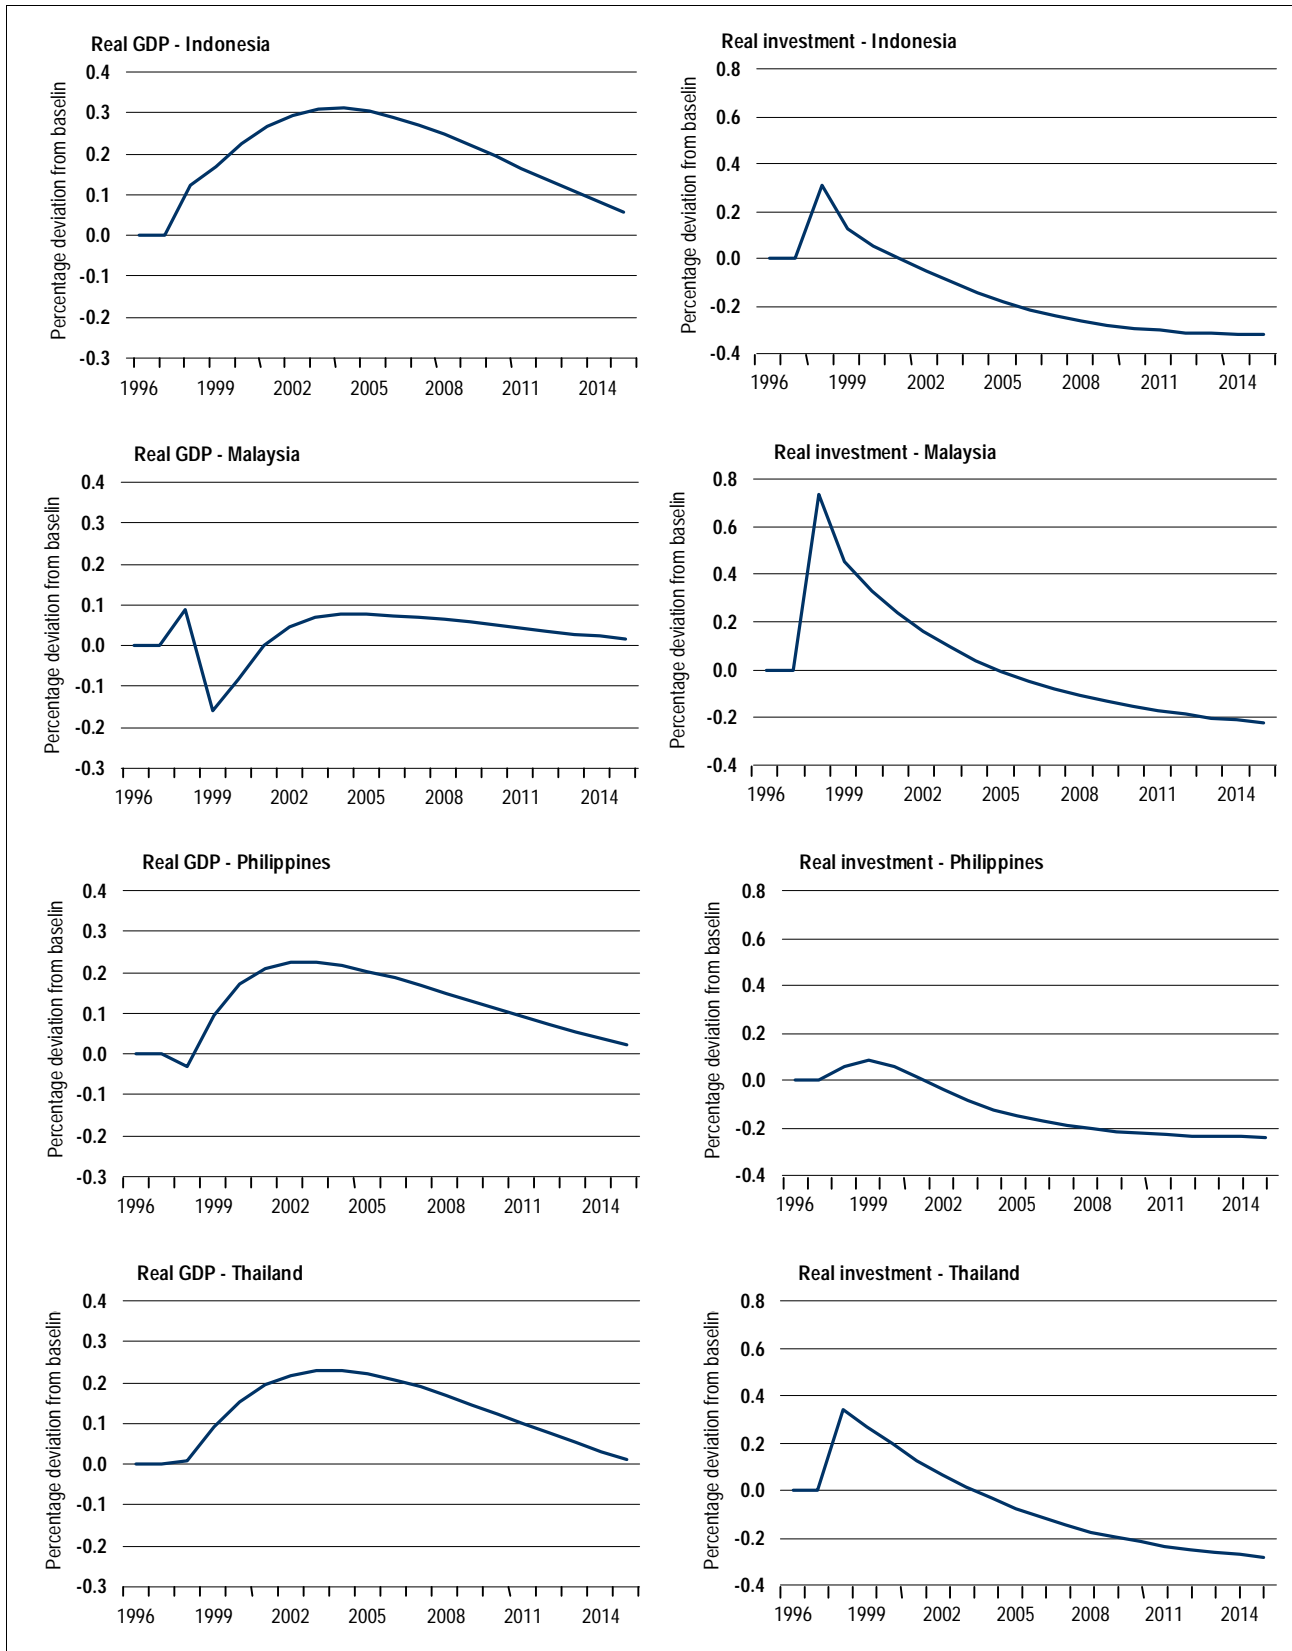 Real GDP - Indonesia
Percentage deviation from baselin
0.4
0.3
0.2
0.1
0.0
-0.1
-0.2
-0.3
1996 1999 2002 2005 2008 2011 2014
Real investment - Indonesia
Percentage deviation from baselin
0.8
0.6
0.4
0.2
0.0
-0.2
-0.4
1996 1999 2002 2005 2008 2011 2014
Real GDP - Malaysia
Percentage deviation from baselin
0.4
0.3
0.2
0.1
0.0
-0.1
-0.2
-0.3
1996 1999 2002 2005 2008 2011 2014
Real investment - Malaysia
Percentage deviation from baselin
0.8
0.6
0.4
0.2
0.0
-0.2
-0.4
1996 1999 2002 2005 2008 2011 2014
Real GDP - Philippines
Percentage deviation from baselin
0.4
0.3
0.2
0.1
0.0
-0.1
-0.2
-0.3
1996 1999 2002 2005 2008 2011 2014
Real investment - Philippines
Percentage deviation from baselin
0.8
0.6
0.4
0.2
0.0
-0.2
-0.4
1996 1999 2002 2005 2008 2011 2014
Real GDP - Thailand
Percentage deviation from baselin
0.4
0.3
0.2
0.1
0.0
-0.1
-0.2
-0.3
1996 1999 2002 2005 2008 2011 2014
Real investment - Thailand
Percentage deviation from baselin
0.8
0.6
0.4
0.2
0.0
-0.2
-0.4
1996 1999 2002 2005 2008 2011 2014